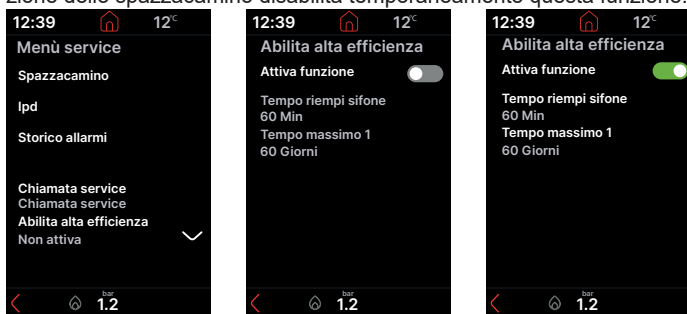 zione dello spazzacamino disabilita temporaneamente questa funzione.
12:39 12°C
Menù service
Spazzacamino
Ipd
Storico allarmi
Chiamata service
Chiamata service
Abilita alta efficienza
Non attiva
bar
1.2
12:39 12°C
Abilita alta efficienza
Attiva funzione
Tempo riempi sifone
60 Min
Tempo massimo 1
60 Giorni
bar
1.2
12:39 12°C
Abilita alta efficienza
Attiva funzione
Tempo riempi sifone
60 Min
Tempo massimo 1
60 Giorni
bar
1.2